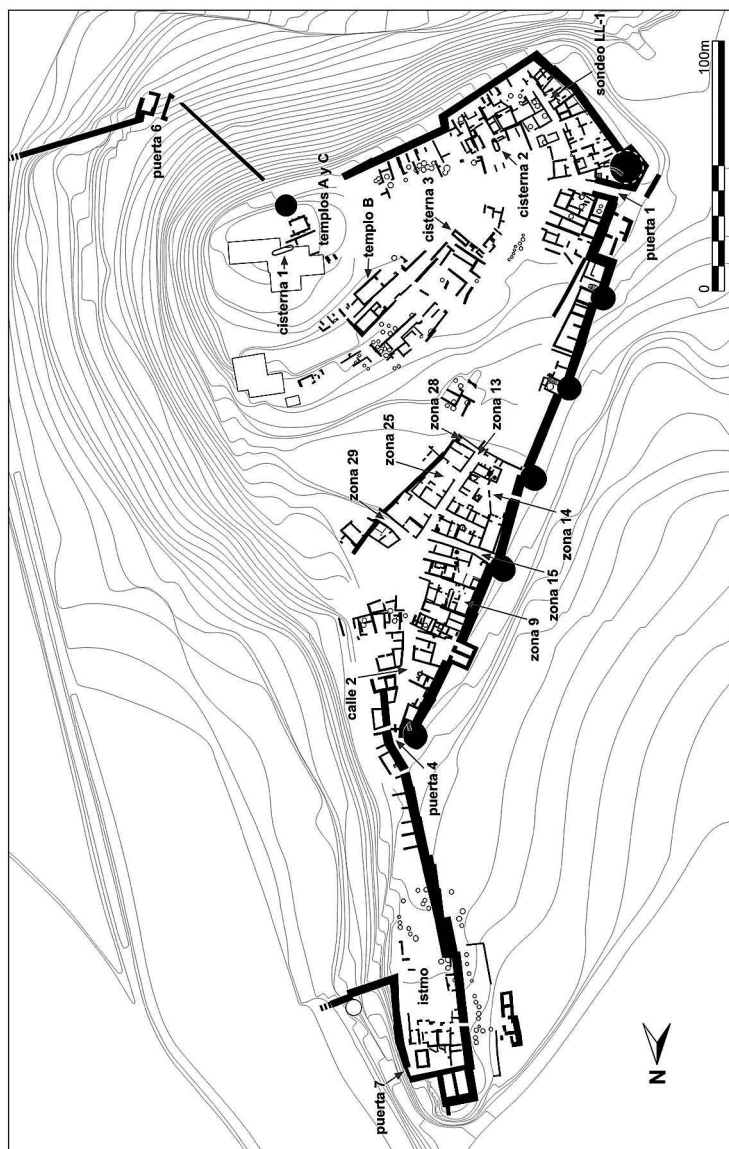 puerta 6
templos A y C
cisterna 1
templo B
cisterna 3
cisterna 2
sondeo LL-1
100m
0
puerta 1
zona 28
zona 13
zona 25
zona 29
zona 14
zona 15
zona 9
calle 2
puerta 4
istmo
puerta 7
N